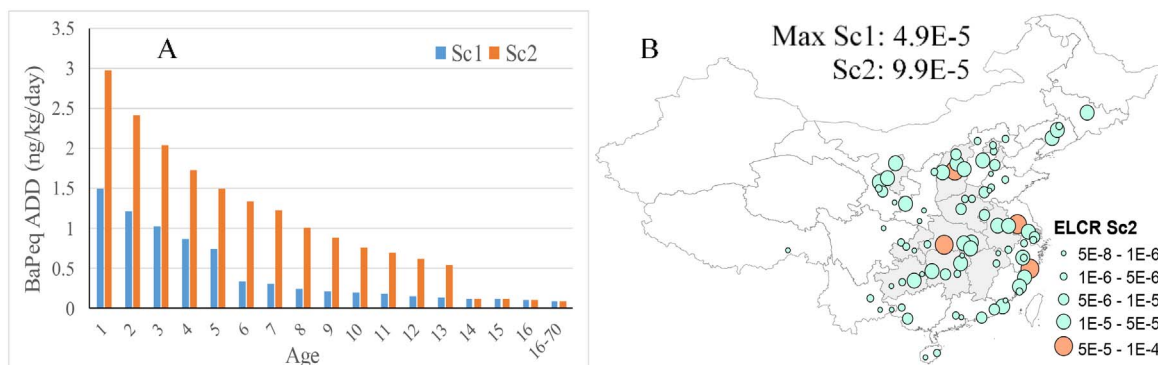 3.5
3
2.5
2
1.5
1
0.5
0
BaPeq ADD (ng/kg/day)
A
Sc1 Sc2
1 2 3 4 5 6 7 8 9 10 11 12 13 14 15 16 16-70
Age
B
Max Sc1: 4.9E-5
Sc2: 9.9E-5
ELCR Sc2
5E-8 - 1E-6
1E-6 - 5E-6
5E-6 - 1E-5
1E-5 - 5E-5
5E-5 - 1E-4